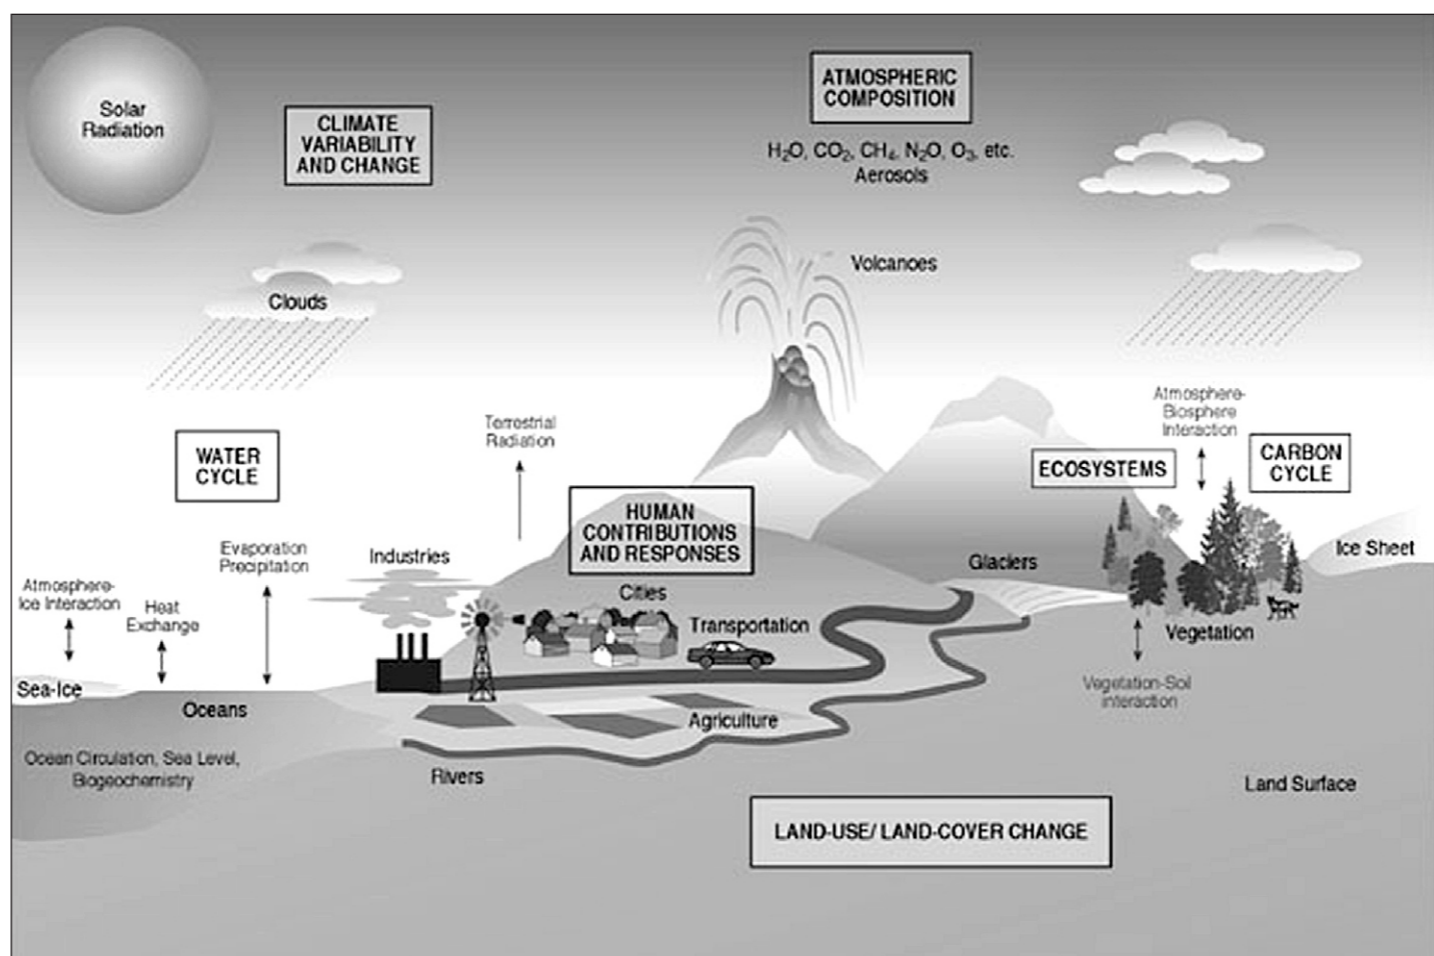 Solar
Radiation
CLIMATE
VARIABILITY
AND CHANGE
ATMOSPHERIC
COMPOSITION
H₂O, CO₂, CH₄, N₂O, O₃, etc.
Aerosols
Volcanoes
Clouds
Atmosphere-
Biosphere
Interaction
Terrestrial
Radiation
WATER
CYCLE
ECOSYSTEMS
CARBON
CYCLE
HUMAN
CONTRIBUTIONS
AND RESPONSES
Evaporation
Precipitation
Industries
Glaciers
Ice Sheet
Atmosphere-
Ice Interaction
Heat
Exchange
Cities
Transportation
Vegetation
Sea-Ice
Oceans
Agriculture
Vegetation-Soil
interaction
Ocean Circulation, Sea Level,
Biogeochemistry
Rivers
Land Surface
LAND-USE/ LAND-COVER CHANGE